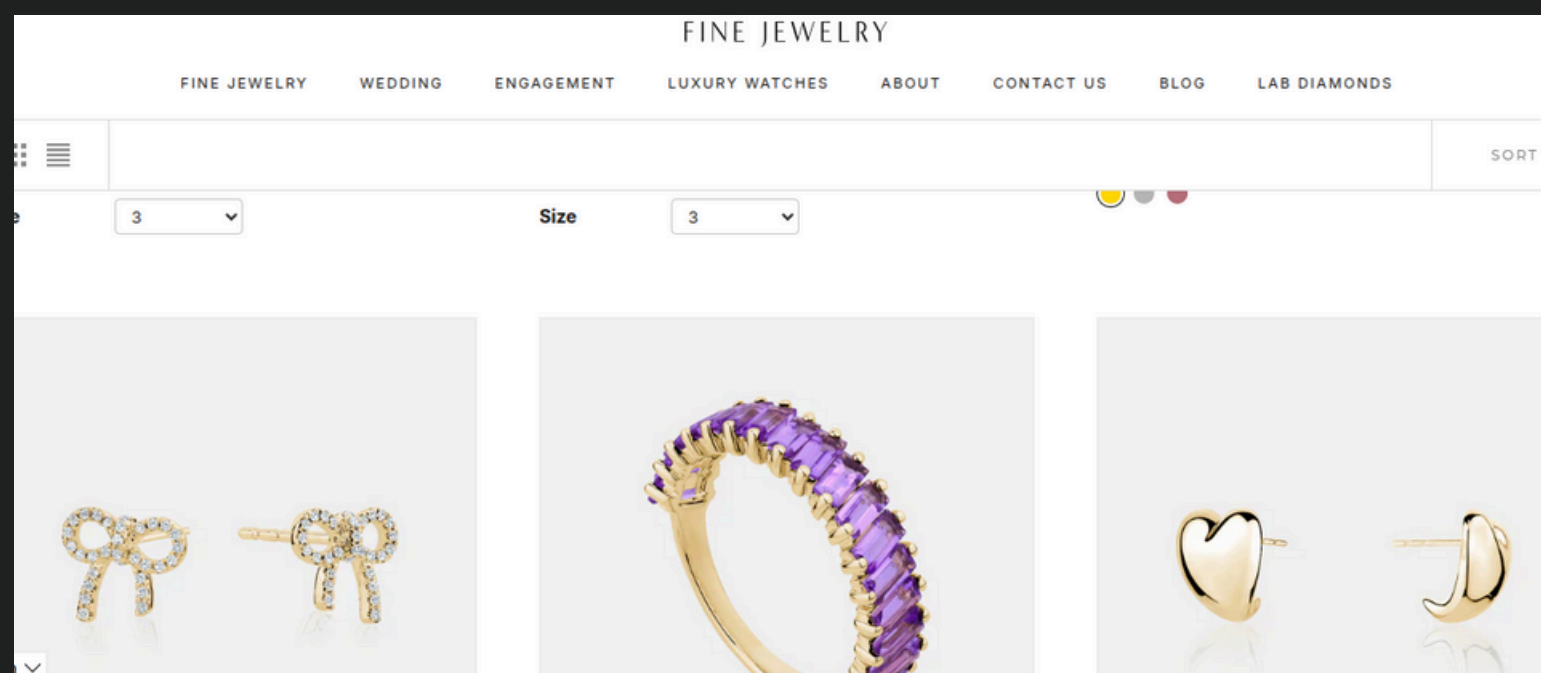 FINE JEWELRY
FINE JEWELRY WEDDING ENGAGEMENT LUXURY WATCHES ABOUT CONTACT US BLOG LAB DIAMONDS
SORT
3 Size 3